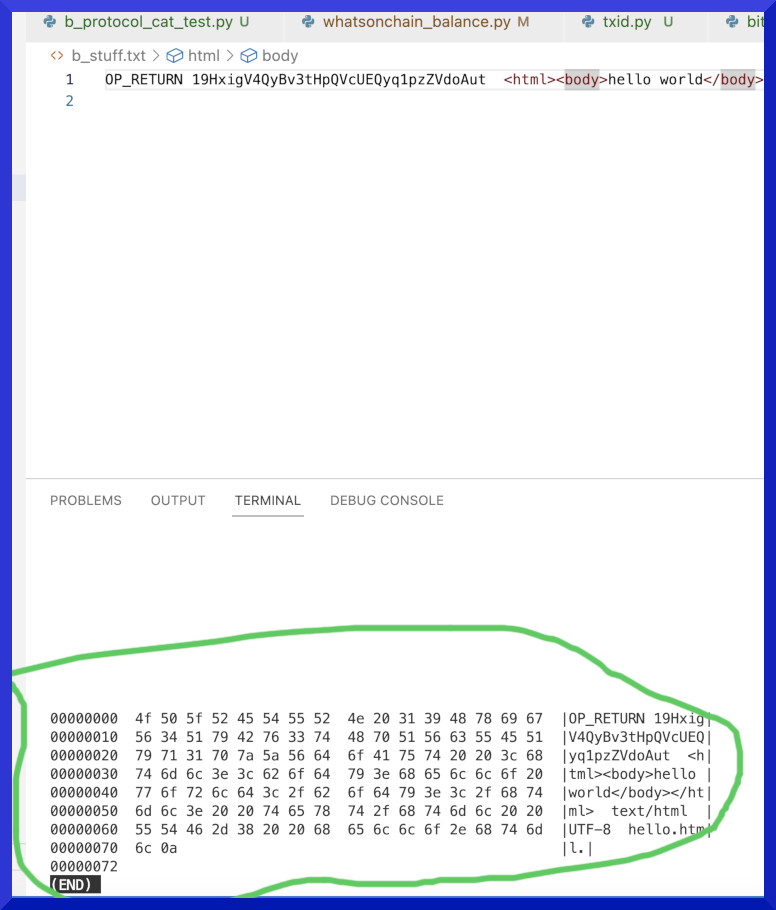 b_protocol_cat_test.py U whatsonchain_balance.py M txid.py U bit
<> b_stuff.txt > html > body
1 OP_RETURN 19HxigV4QyBv3tHpQVcUEQyq1pzZVdoAut  <html><body>hello world</body>
2
PROBLEMS OUTPUT TERMINAL DEBUG CONSOLE
00000000  4f 50 5f 52 45 54 55 52  4e 20 31 39 48 78 69 67  |OP_RETURN 19Hxig|
00000010  56 34 51 79 42 76 33 74  48 70 51 56 63 55 45 51  |V4QyBv3tHpQVcUEQ|
00000020  79 71 31 70 7a 5a 56 64  6f 41 75 74 20 20 3c 68  |yq1pzZVdoAut  <h|
00000030  74 6d 6c 3e 3c 62 6f 64  79 3e 68 65 6c 6c 6f 20  |tml><body>hello |
00000040  77 6f 72 6c 64 3c 2f 62  6f 64 79 3e 3c 2f 68 74  |world</body></ht|
00000050  6d 6c 3e 20 20 74 65 78  74 2f 68 74 6d 6c 20 20  |ml>  text/html  |
00000060  55 54 46 2d 38 20 20 68  65 6c 6c 6f 2e 68 74 6d  |UTF-8  hello.htm|
00000070  6c 0a  |l.|
00000072
(END)